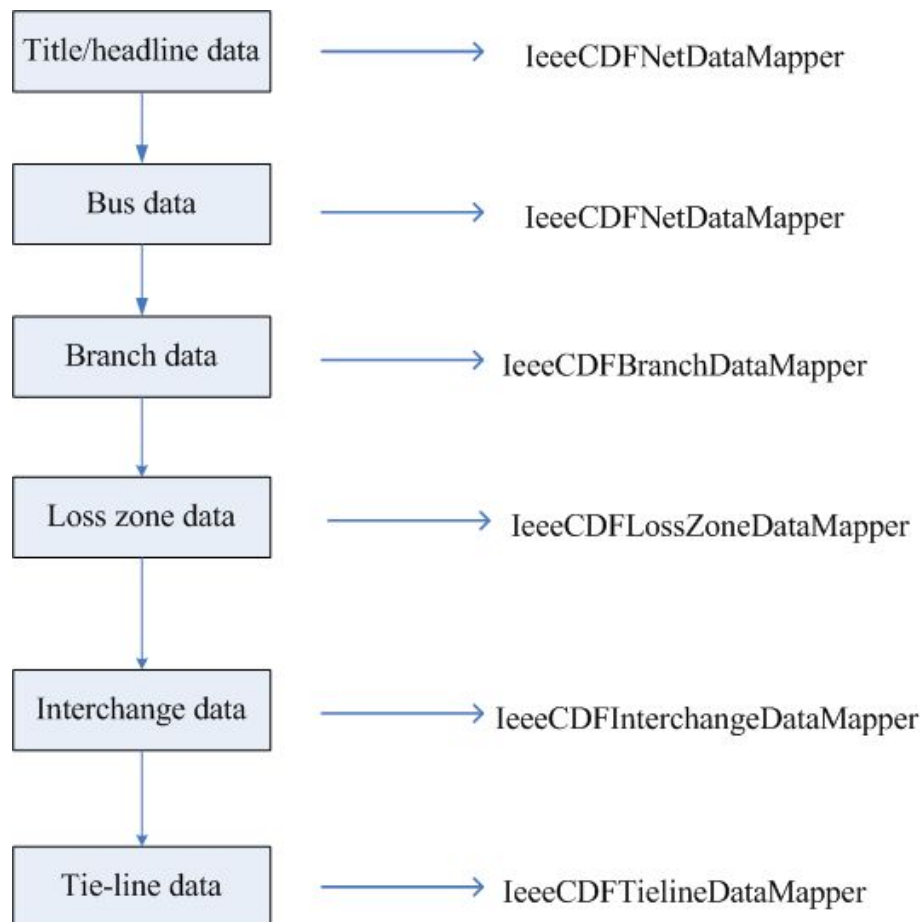 Title/headline data
IeeeCDFNetDataMapper
Bus data
IeeeCDFNetDataMapper
Branch data
IeeeCDFBranchDataMapper
Loss zone data
IeeeCDFLossZoneDataMapper
Interchange data
IeeeCDFInterchangeDataMapper
Tie-line data
IeeeCDFTielineDataMapper